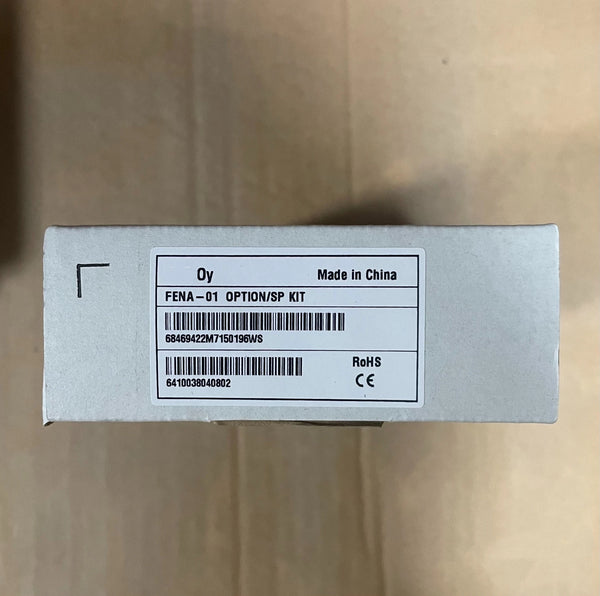 Oy Made in China
FENA-01 OPTION/SP KIT
68469422M7150196WS
RoHS
6410038040802 CE